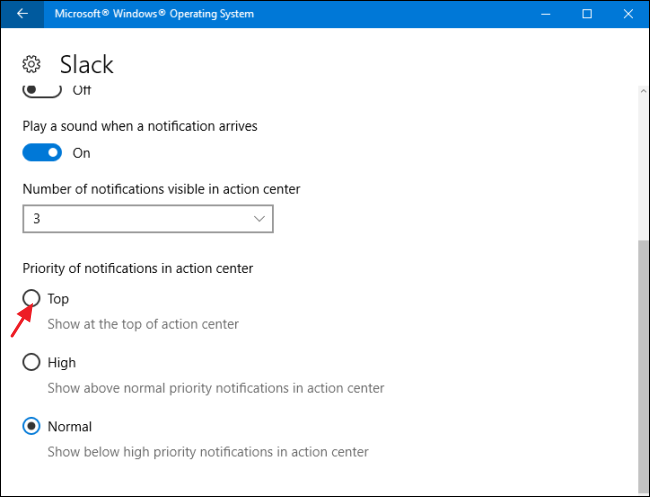 Microsoft® Windows® Operating System
Slack
Off
Play a sound when a notification arrives
On
Number of notifications visible in action center
3
Priority of notifications in action center
Top
Show at the top of action center
High
Show above normal priority notifications in action center
Normal
Show below high priority notifications in action center